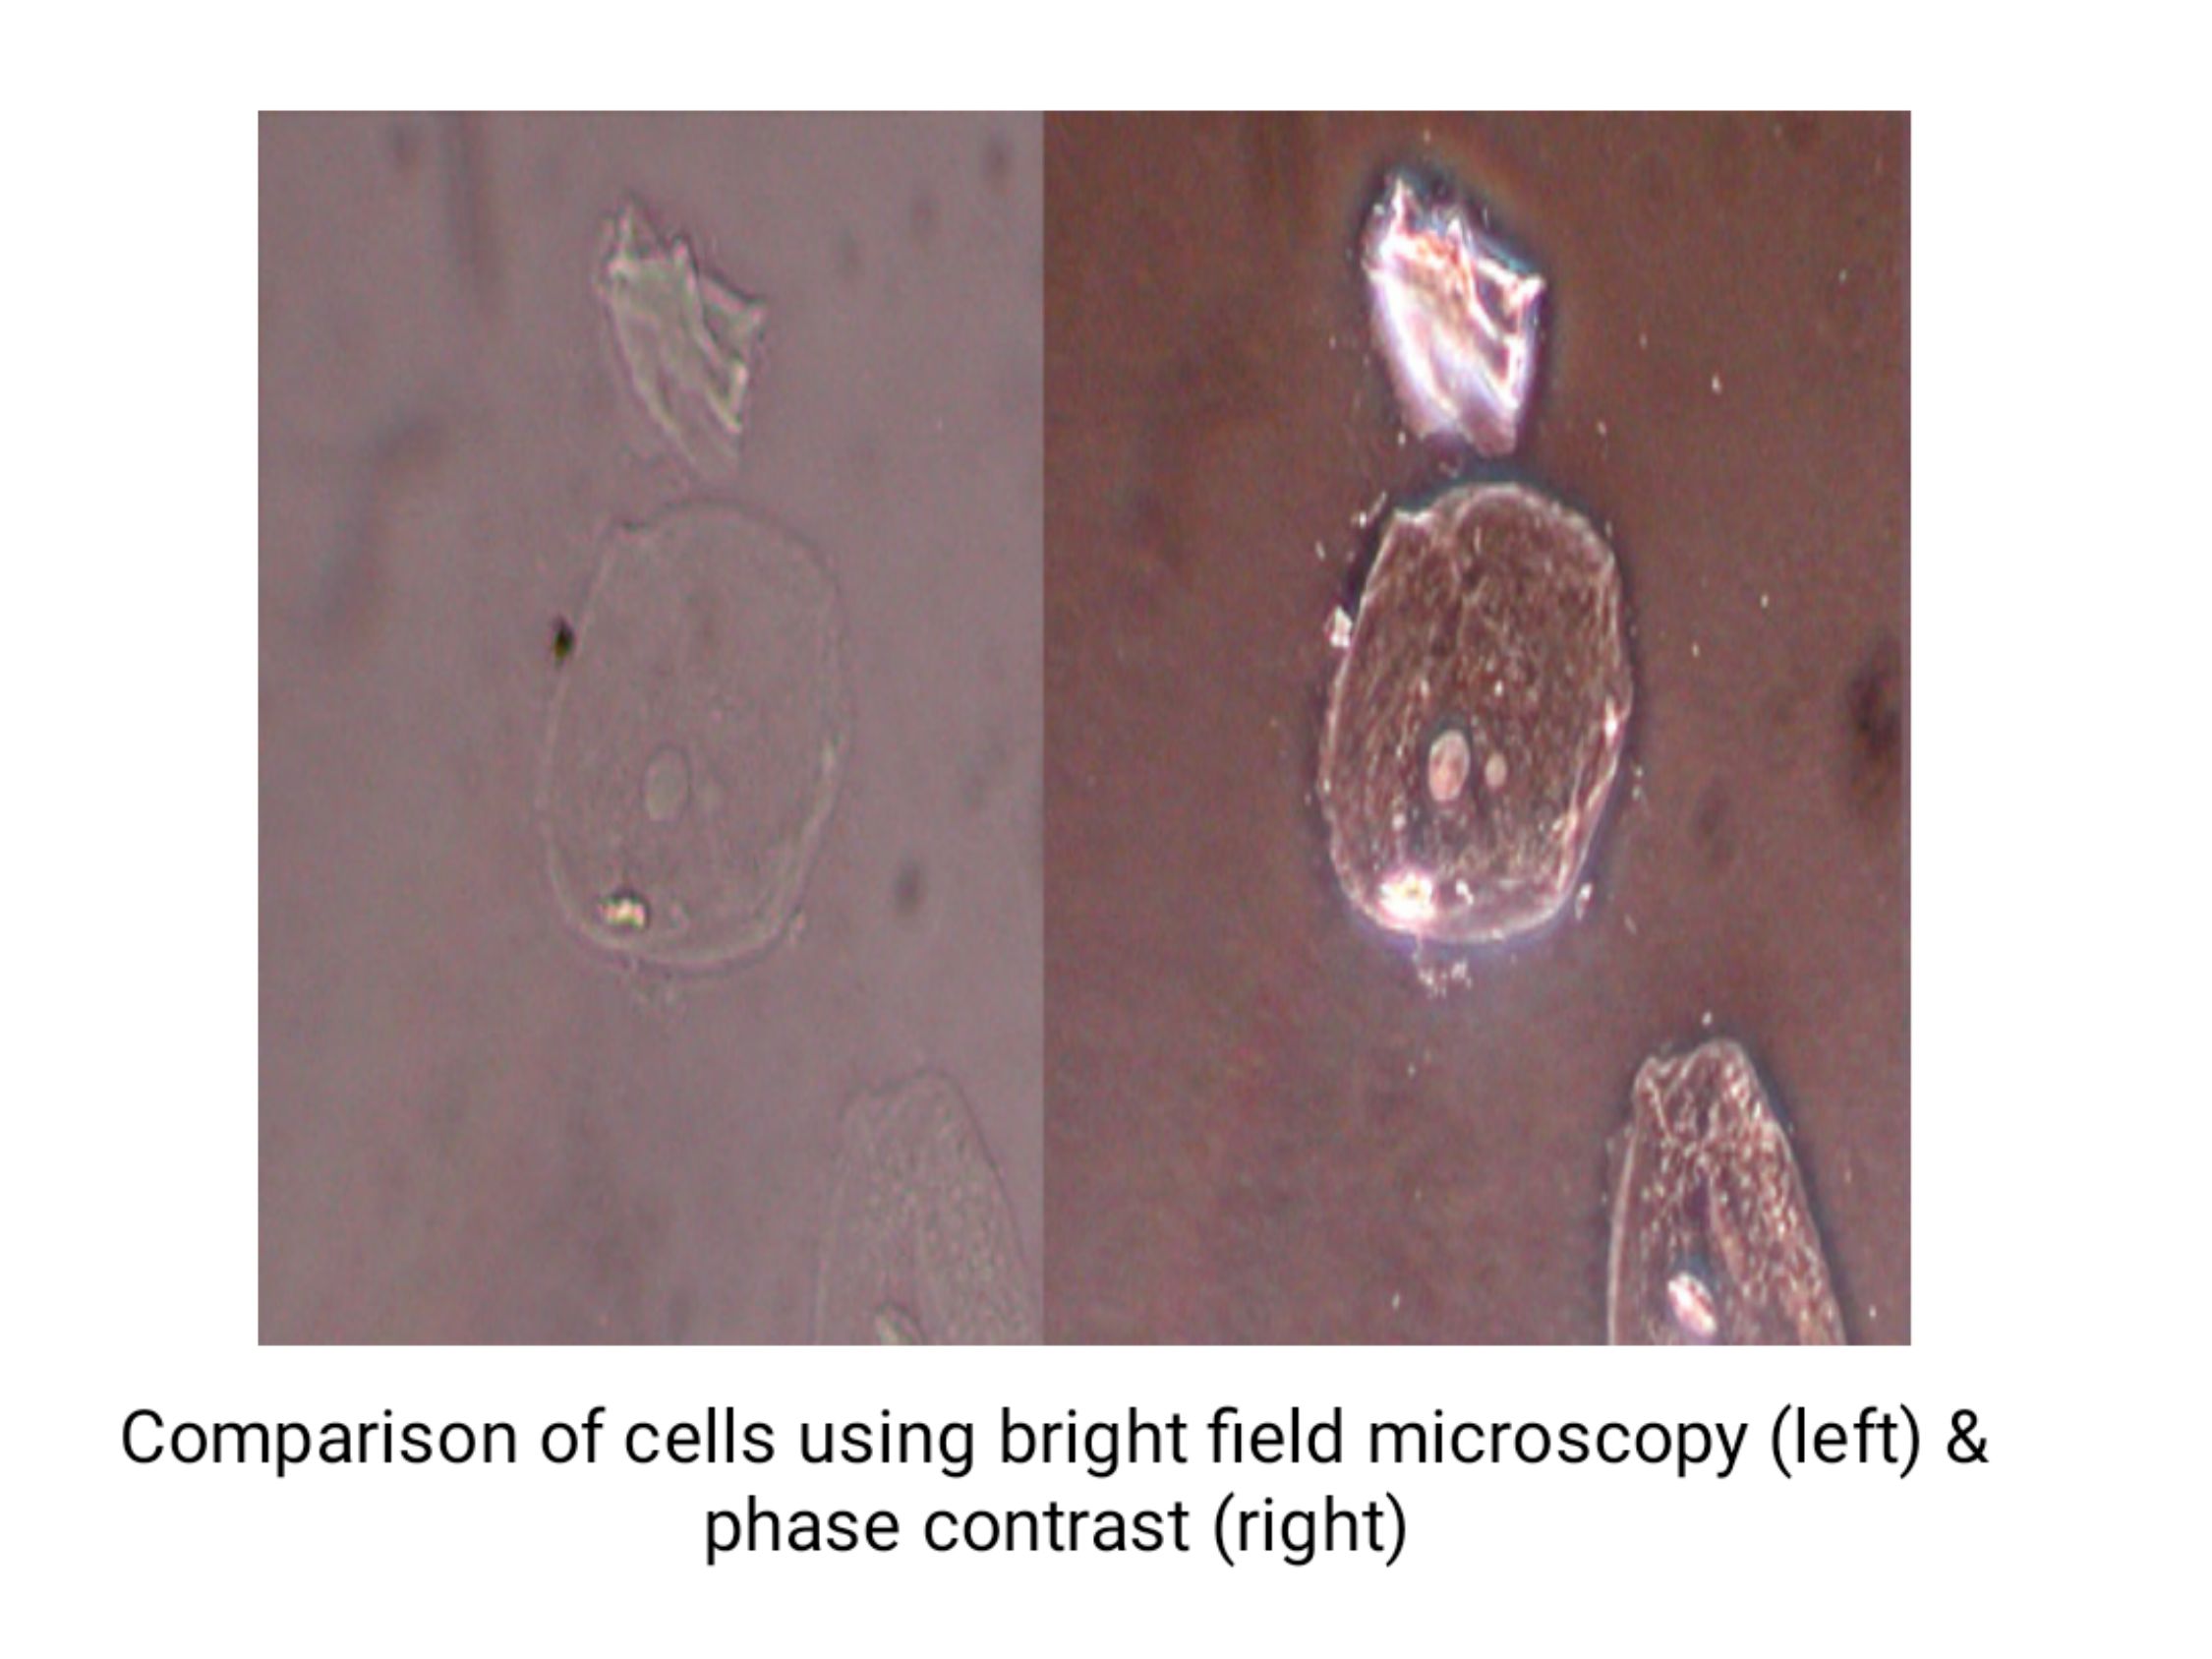 Comparison of cells using bright field microscopy (left) &
phase contrast (right)